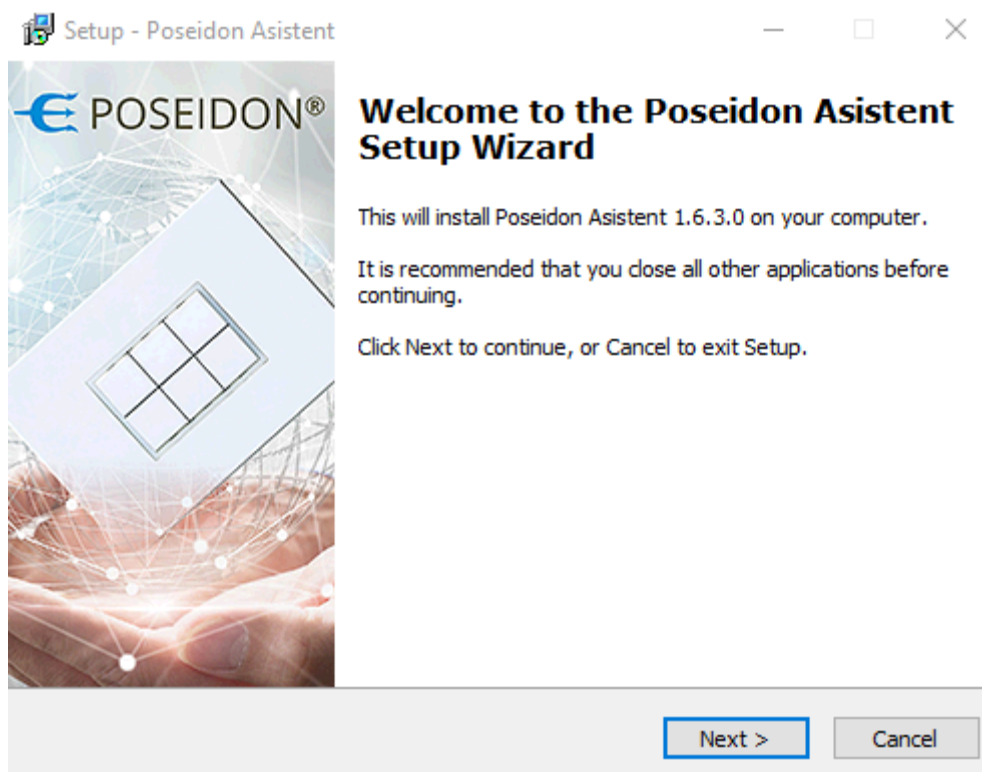 Setup - Poseidon Asistent
POSEIDON®
Welcome to the Poseidon Asistent
Setup Wizard
This will install Poseidon Asistent 1.6.3.0 on your computer.
It is recommended that you close all other applications before
continuing.
Click Next to continue, or Cancel to exit Setup.
Next >
Cancel